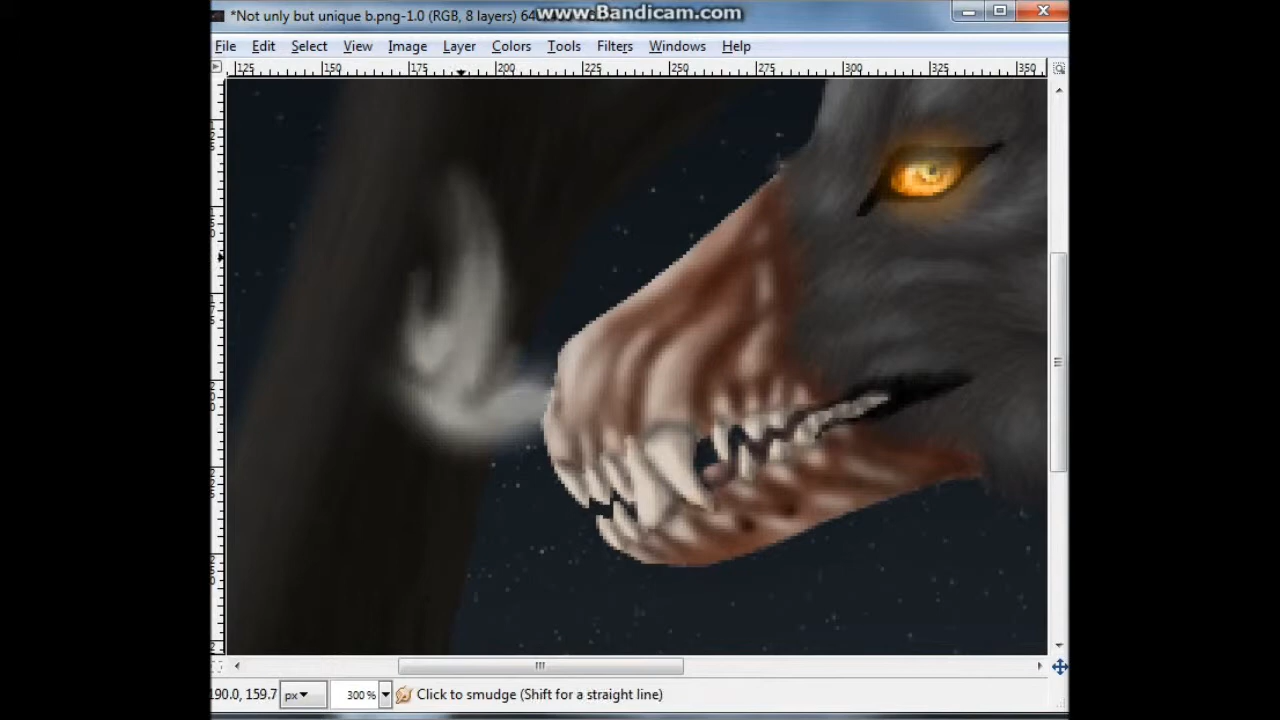 *Not unly but unique b.png-1.0 (RGB, 8 layers) 64
www.Bandicam.com
File Edit Select View Image Layer Colors Tools Filters Windows Help
125 150 175 200 225 250 275 300 325 350
190.0, 159.7 px 300% Click to smudge (Shift for a straight line)